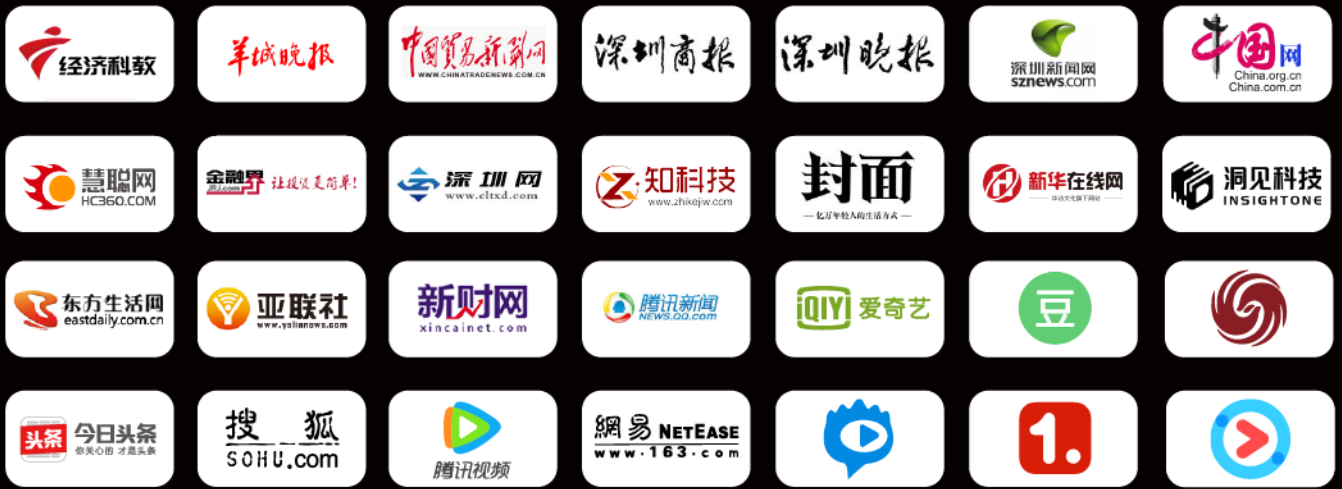 经济科教
羊城晚报
中國貿易新聞网
WWW.CHINATRADENEWS.COM.CN
深圳商报
深圳晚报
深圳新闻网
sznews.com
中国网
China.org.cn
China.com.cn
慧聪网
HC360.COM
金融界
JRJ.com
让投资更简单!
深圳网
www.cltxd.com
知科技
www.zhikejiw.com
封面
亿万年轻人的生活方式
新华在线网
洞见科技
INSIGHTONE
东方生活网
eastdaily.com.cn
亚联社
www.yalianews.com
新财网
xincainet.com
腾讯新闻
NEWS.QQ.com
iQIY 爱奇艺
豆
头条
今日头条
你关心的 才是头条
搜 狐
SOHU.com
腾讯视频
網易 NETEASE
www.163.com
1.